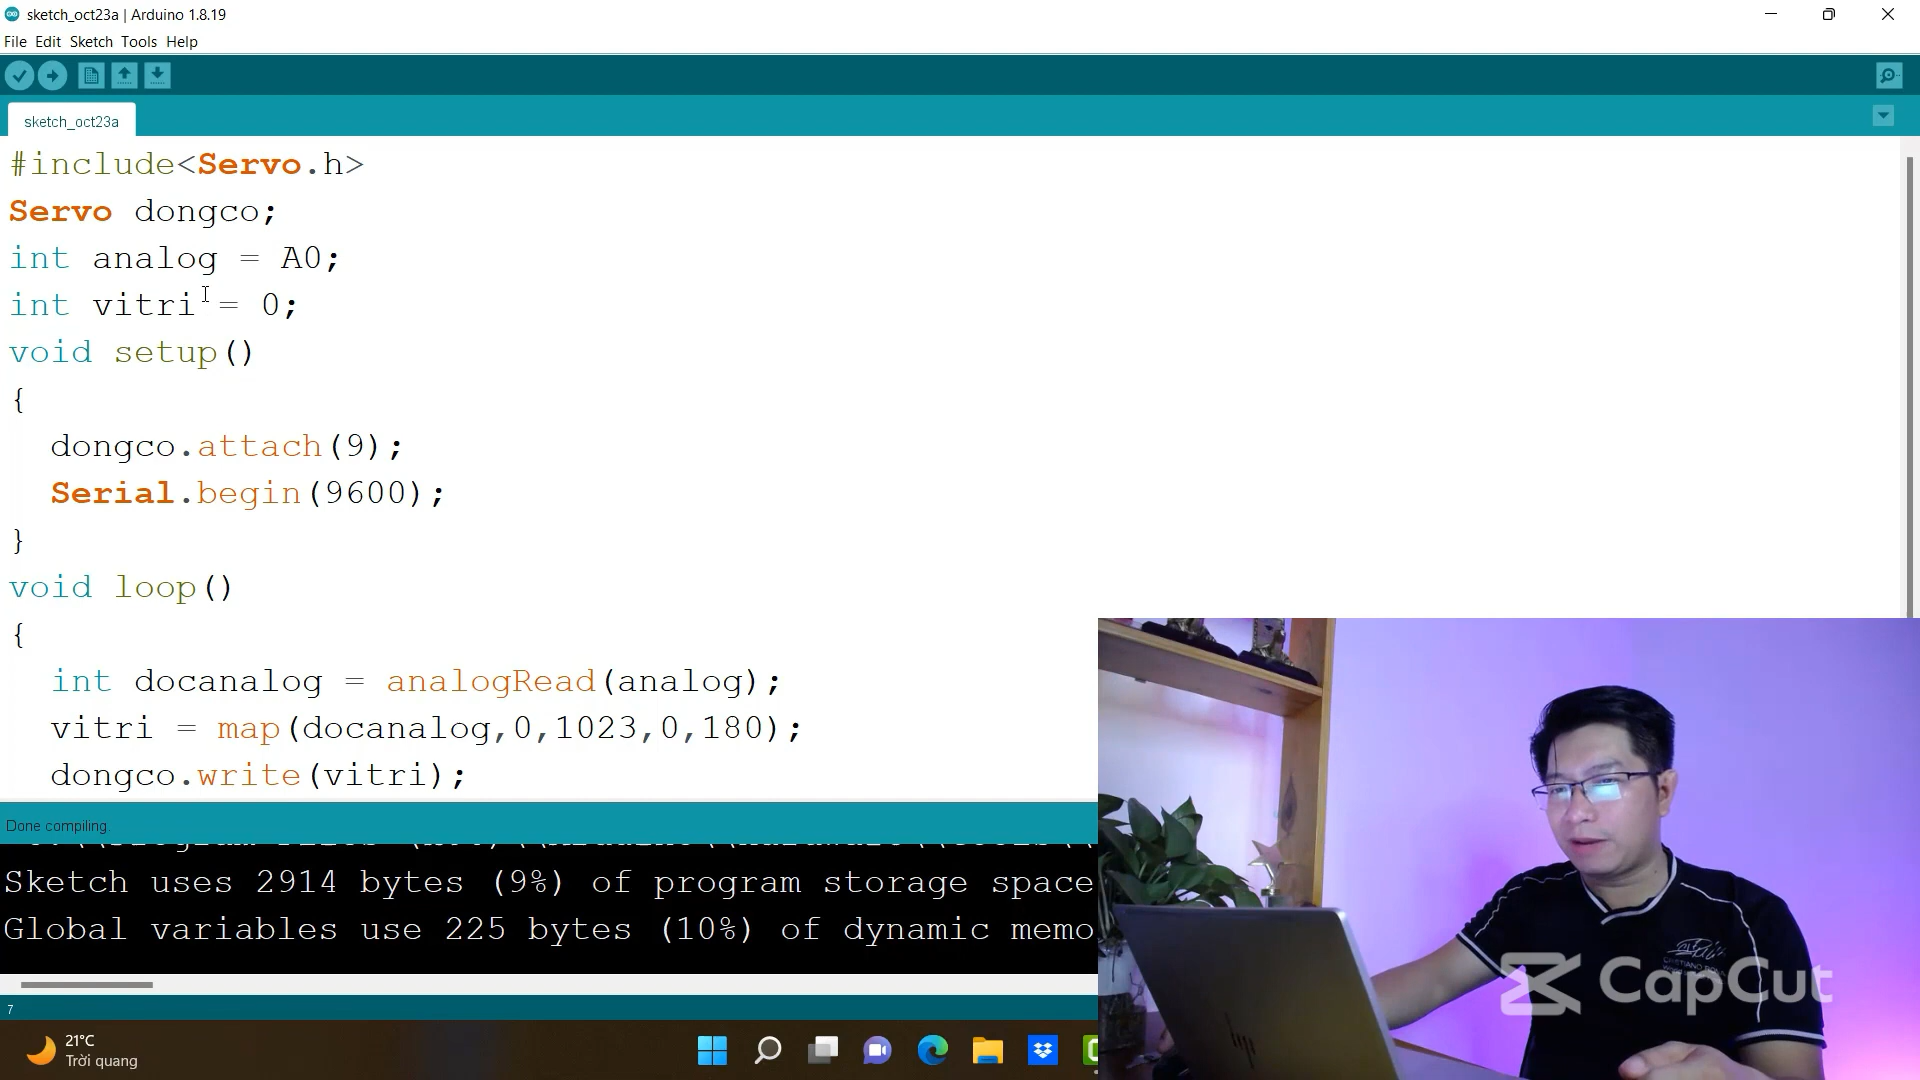 sketch_oct23a | Arduino 1.8.19
File Edit Sketch Tools Help
sketch_oct23a
#include<Servo.h>
Servo dongco;
int analog = A0;
int vitri = 0;
void setup()
{
dongco.attach(9);
Serial.begin(9600);
}
void loop()
{
int docanalog = analogRead(analog);
vitri = map(docanalog,0,1023,0,180);
dongco.write(vitri);
Done compiling.
Sketch uses 2914 bytes (9%) of program storage space
Global variables use 225 bytes (10%) of dynamic memo
7
21°C
Trời quang
hp
CapCut